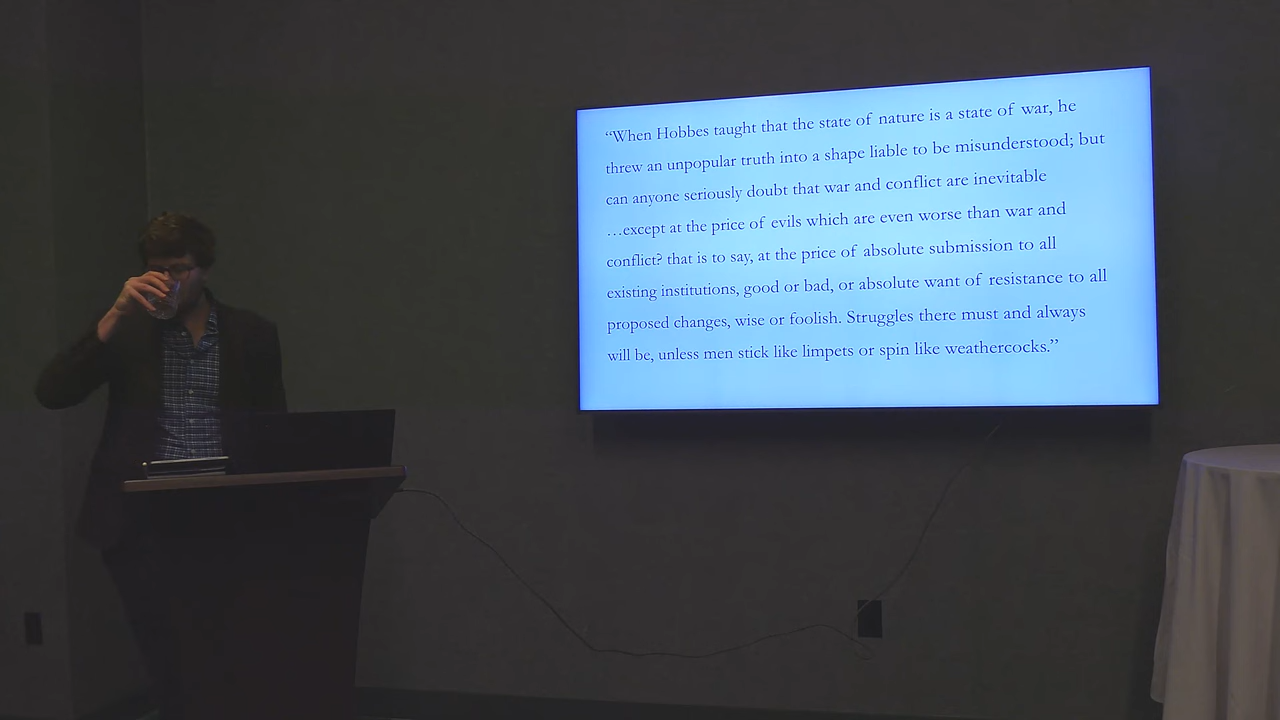 “When Hobbes taught that the state of nature is a state of war, he
threw an unpopular truth into a shape liable to be misunderstood; but
can anyone seriously doubt that war and conflict are inevitable
…except at the price of evils which are even worse than war and
conflict? that is to say, at the price of absolute submission to all
existing institutions, good or bad, or absolute want of resistance to all
proposed changes, wise or foolish. Struggles there must and always
will be, unless men stick like limpets or spin like weathercocks.”